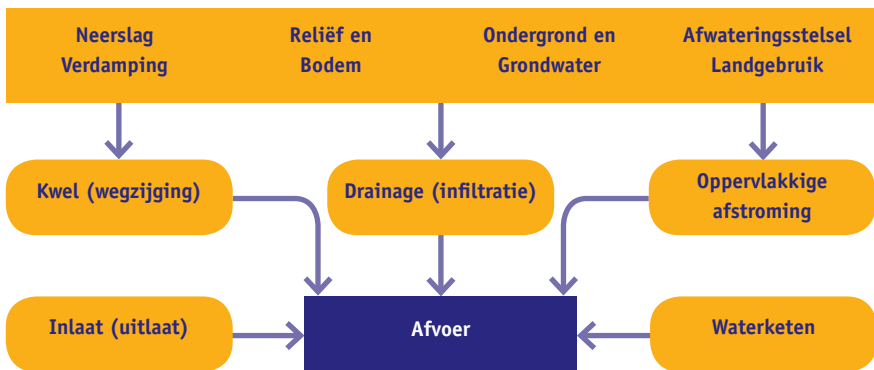 Neerslag
Verdamping
Reliëf en
Bodem
Ondergrond en
Grondwater
Afwateringsstelsel
Landgebruik
Kwel (wegzijging)
Drainage (infiltratie)
Oppervlakkige
afstroming
Inlaat (uitlaat)
Afvoer
Waterketen